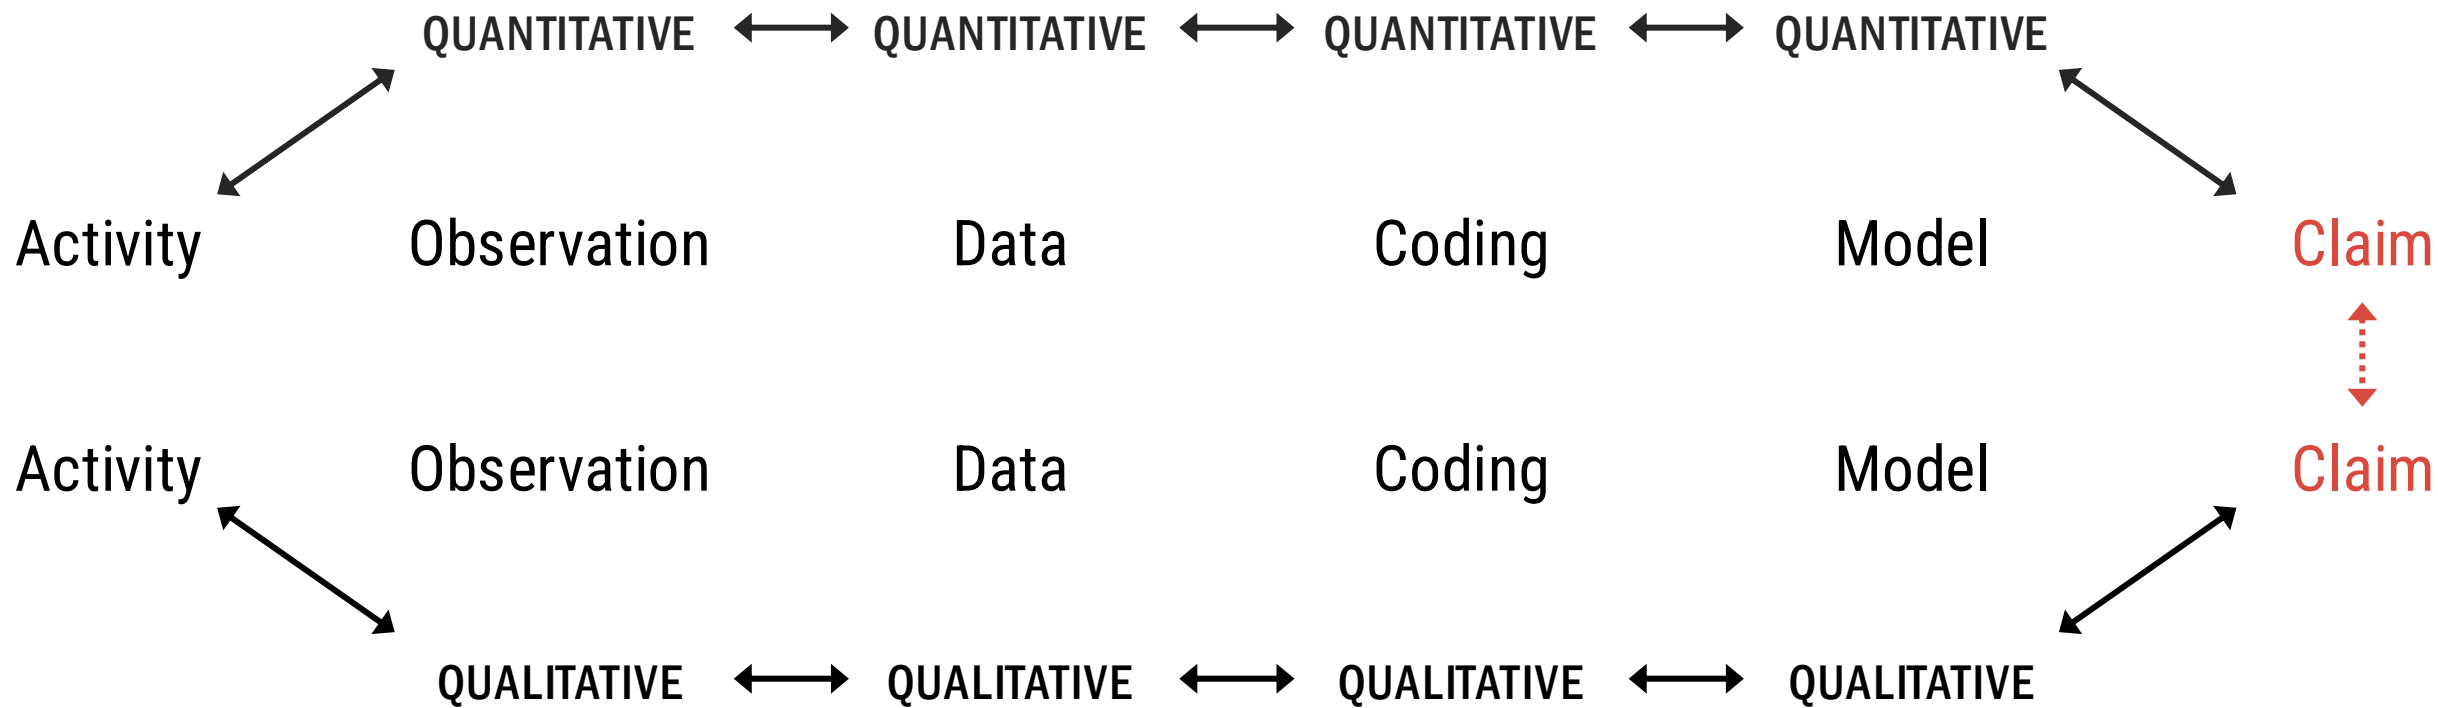 QUANTITATIVE QUANTITATIVE QUANTITATIVE QUANTITATIVE
Activity Observation Data Coding Model Claim
Activity Observation Data Coding Model Claim
QUALITATIVE QUALITATIVE QUALITATIVE QUALITATIVE